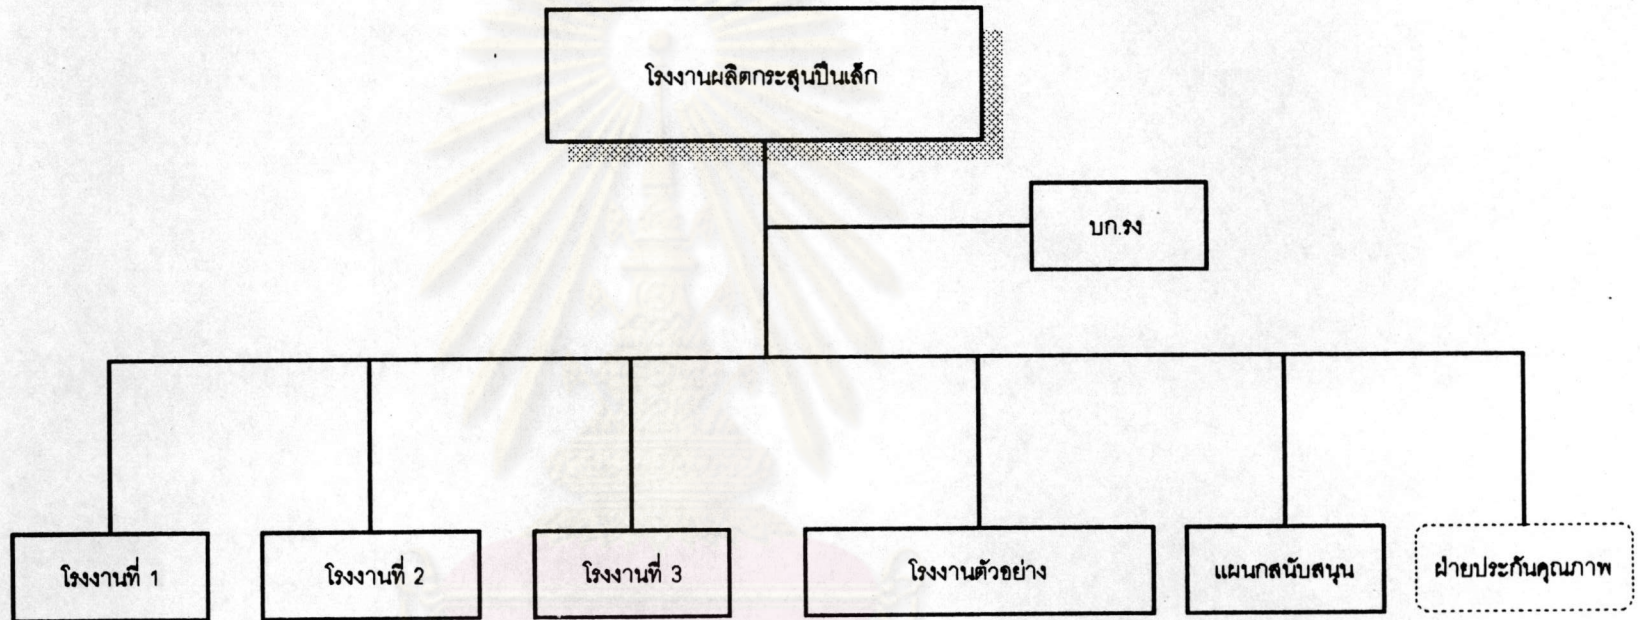 โรงงานผลิตกระสุนปืนเล็ก
บก.รง
โรงงานที่ 1
โรงงานที่ 2
โรงงานที่ 3
โรงงานตัวอย่าง
แผนกสนับสนุน
ฝ่ายประกันคุณภาพ